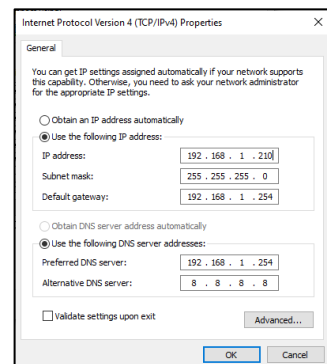 Internet Protocol Version 4 (TCP/IPv4) Properties
General
You can get IP settings assigned automatically if your network supports
this capability. Otherwise, you need to ask your network administrator
for the appropriate IP settings.
Obtain an IP address automatically
Use the following IP address:
IP address: 192 . 168 . 1 . 210
Subnet mask: 255 . 255 . 255 . 0
Default gateway: 192 . 168 . 1 . 254
Obtain DNS server address automatically
Use the following DNS server addresses:
Preferred DNS server: 192 . 168 . 1 . 254
Alternative DNS server: 8 . 8 . 8 . 8
Validate settings upon exit
Advanced...
OK Cancel